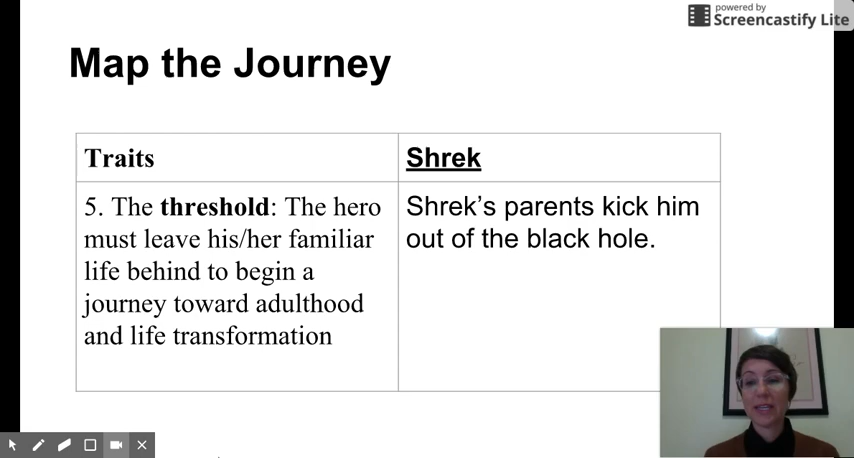 powered by
Screencastify Lite
Map the Journey
Traits
Shrek
5. The threshold: The hero
must leave his/her familiar
life behind to begin a
journey toward adulthood
and life transformation
Shrek’s parents kick him
out of the black hole.